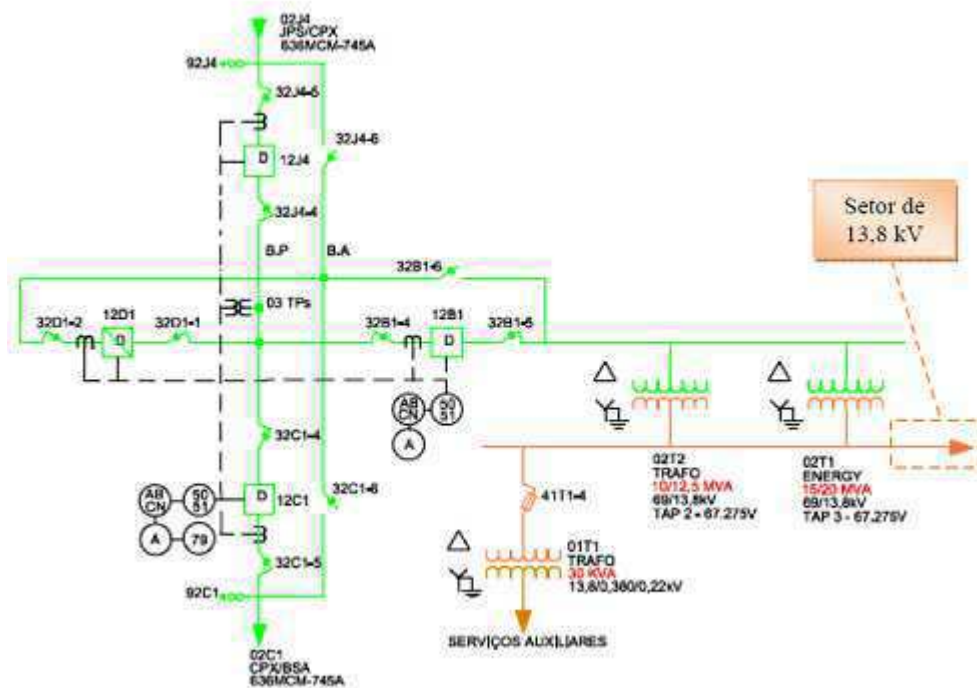 02J4
JPS/CPX
636MCM-745A
92J4
32J4-5
32J4-6
D
12J4
32J4-4
Setor de
13,8 kV
B.P
B.A
32B1-6
03 TPs
32D1-2
12D1
32D1-1
32B1-4
12B1
32B1-5
D
D
AB
CN
50
51
A
32C1-4
02T2
TRAFO
10/12,5 MVA
69/13,8kV
TAP 2 - 67.275V
02T1
ENERGY
15/20 MVA
69/13,8kV
TAP 3 - 67.275V
41T1-4
AB
CN
50
51
D
12C1
32C1-6
A
79
32C1-5
01T1
TRAFO
30 KVA
13,8/0,380/0,22kV
92C1
SERVIÇOS AUXILIARES
02C1
CPX/BSA
636MCM-745A